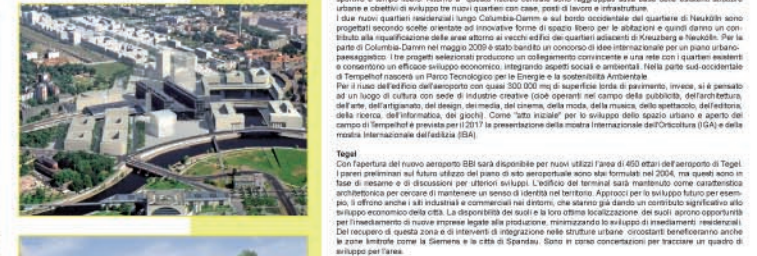 urbane e obiettivi di sviluppo tre nuovi quartieri con case, posti di lavoro e infrastrutture.
I due nuovi quartieri residenziali lungo Columbia-Damm e sul bordo occidentale del quartiere di Neukölln sono
progettati secondo scelte orientate ad innovative forme di spazio libero per le abitazioni e quindi danno un con-
tributo alla riqualificazione delle aree attorno ai vecchi edifici dei quartieri adiacenti di Kreuzberg e Neukölln. Per la
parte di Columbia-Damm nel maggio 2009 è stato bandito un concorso di idee internazionale per un piano urbano-
paesaggistico. I tre progetti selezionati producono un collegamento convincente e una rete con i quartieri esistenti
e consentono un efficace sviluppo economico, integrando aspetti sociali e ambientali. Nella parte sud-occidentale
di Tempelhof nascerà un Parco Tecnologico per le Energie e la sostenibilità Ambientale.
Per il riuso dell'edificio dell'aeroporto con quasi 300 000 mq di superficie lorda di pavimento, invece, si è pensato
ad un luogo di cultura con sede di industrie creative (cioè operanti nel campo della pubblicità, dell'architettura,
dell'arte, dell'artigianato, del design, dei media, del cinema, della moda, della musica, dello spettacolo, dell'editoria,
della ricerca, dell'informatica, dei giochi). Come "atto iniziale" per lo sviluppo dello spazio urbano e aperto del
campo di Tempelhof è prevista per il 2017 la presentazione della mostra Internazionale dell'Orticoltura (IGA) e della
mostra Internazionale dell'edilizia (IBA).
Tegel
Con l'apertura del nuovo aeroporto BBI sarà disponibile per nuovi utilizzi l'area di 450 ettari dell'aeroporto di Tegel.
I pareri preliminari sul futuro utilizzo del piano di sito aeroportuale sono stai formulati nel 2004, ma questi sono in
fase di riesame e di discussioni per ulteriori sviluppi. L'edificio del terminal sarà mantenuto come caratteristica
architettonica per cercare di mantenere un senso di identità nel territorio. Approcci per lo sviluppo futuro per esem-
pio, li offrono anche i siti industriali e commerciali nei dintorni, che stanno già dando un contributo significativo allo
sviluppo economico della città. La disponibilità dei suoli e la loro ottima localizzazione dei suoli aprono opportunità
per l'insediamento di nuove imprese legate alla produzione, minimizzando lo sviluppo di insediamenti residenziali.
Del recupero di questa zona e di interventi di integrazione nelle strutture urbane circostanti beneficeranno anche
le zone limitrofe come la Siemens e la città di Spandau. Sono in corso concertazioni per tracciare un quadro di
sviluppo per l'area.